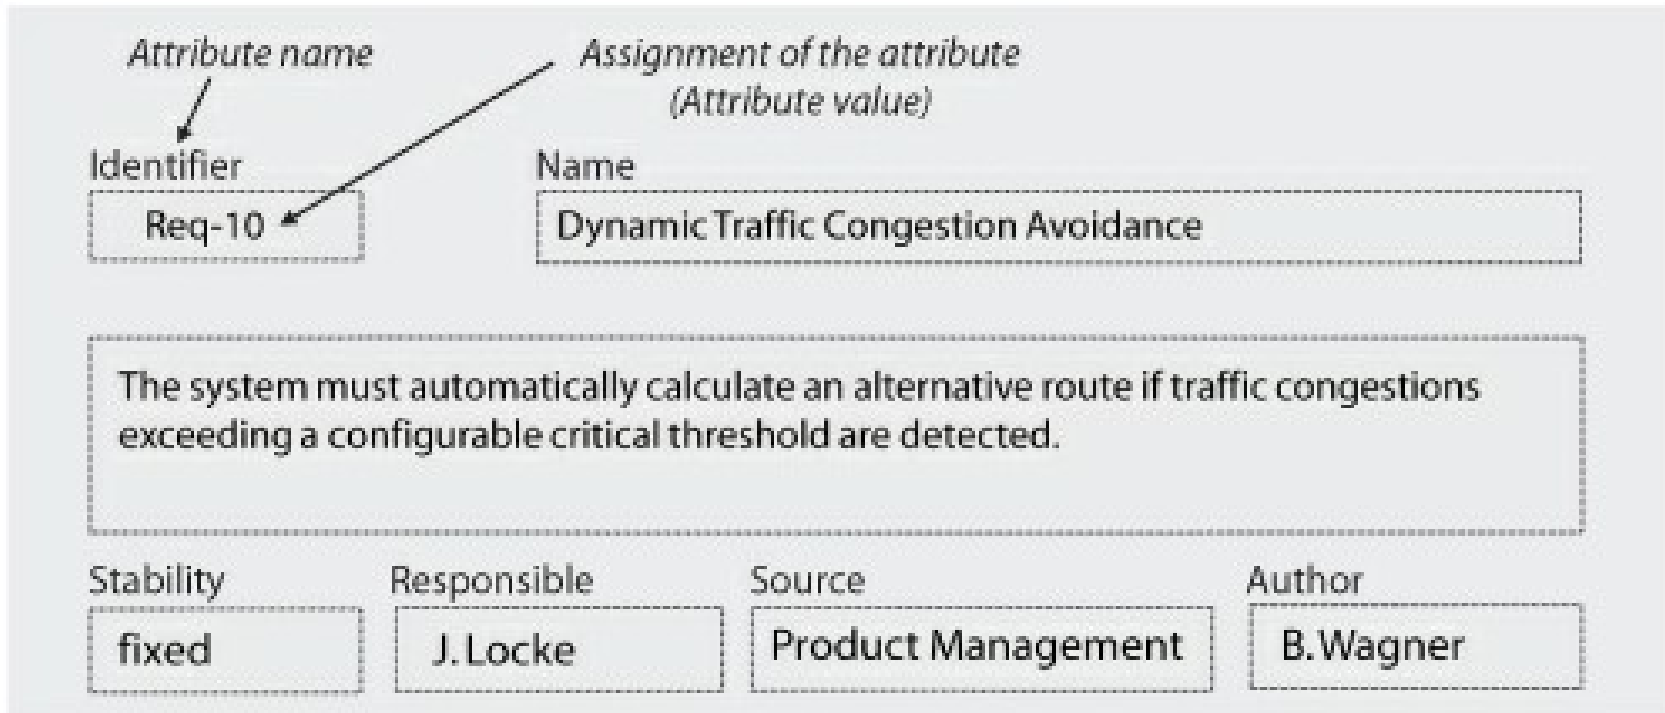 Attribute name
Assignment of the attribute
(Attribute value)
Identifier
Name
Req-10
Dynamic Traffic Congestion Avoidance
The system must automatically calculate an alternative route if traffic congestions
exceeding a configurable critical threshold are detected.
Stability
Responsible
Source
Author
fixed
J. Locke
Product Management
B. Wagner